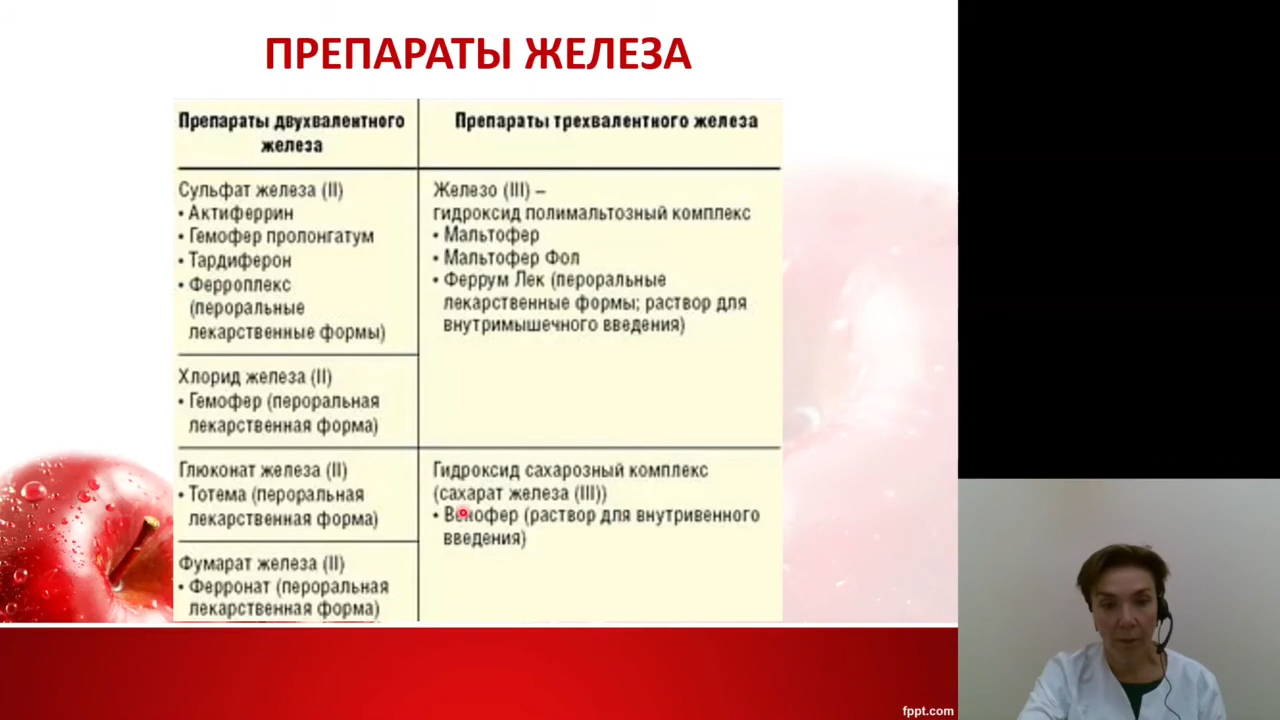 ПРЕПАРАТЫ ЖЕЛЕЗА
Препараты двухвалентного
железа
Сульфат железа (II)
• Актиферрин
• Гемофер пролонгатум
• Тардиферон
• Ферроплекс
(пероральные
лекарственные формы)
Хлорид железа (II)
• Гемофер (пероральная
лекарственная форма)
Глюконат железа (II)
• Тотема (пероральная
лекарственная форма)
Фумарат железа (II)
• Ферронат (пероральная
лекарственная форма)
Препараты трехвалентного железа
Железо (III) –
гидроксид полимальтозный комплекс
• Мальтофер
• Мальтофер Фол
• Феррум Лек (пероральные
лекарственные формы; раствор для
внутримышечного введения)
Гидроксид сахарозный комплекс
(сахарат железа (III))
• Венофер (раствор для внутривенного
введения)
fppt.com